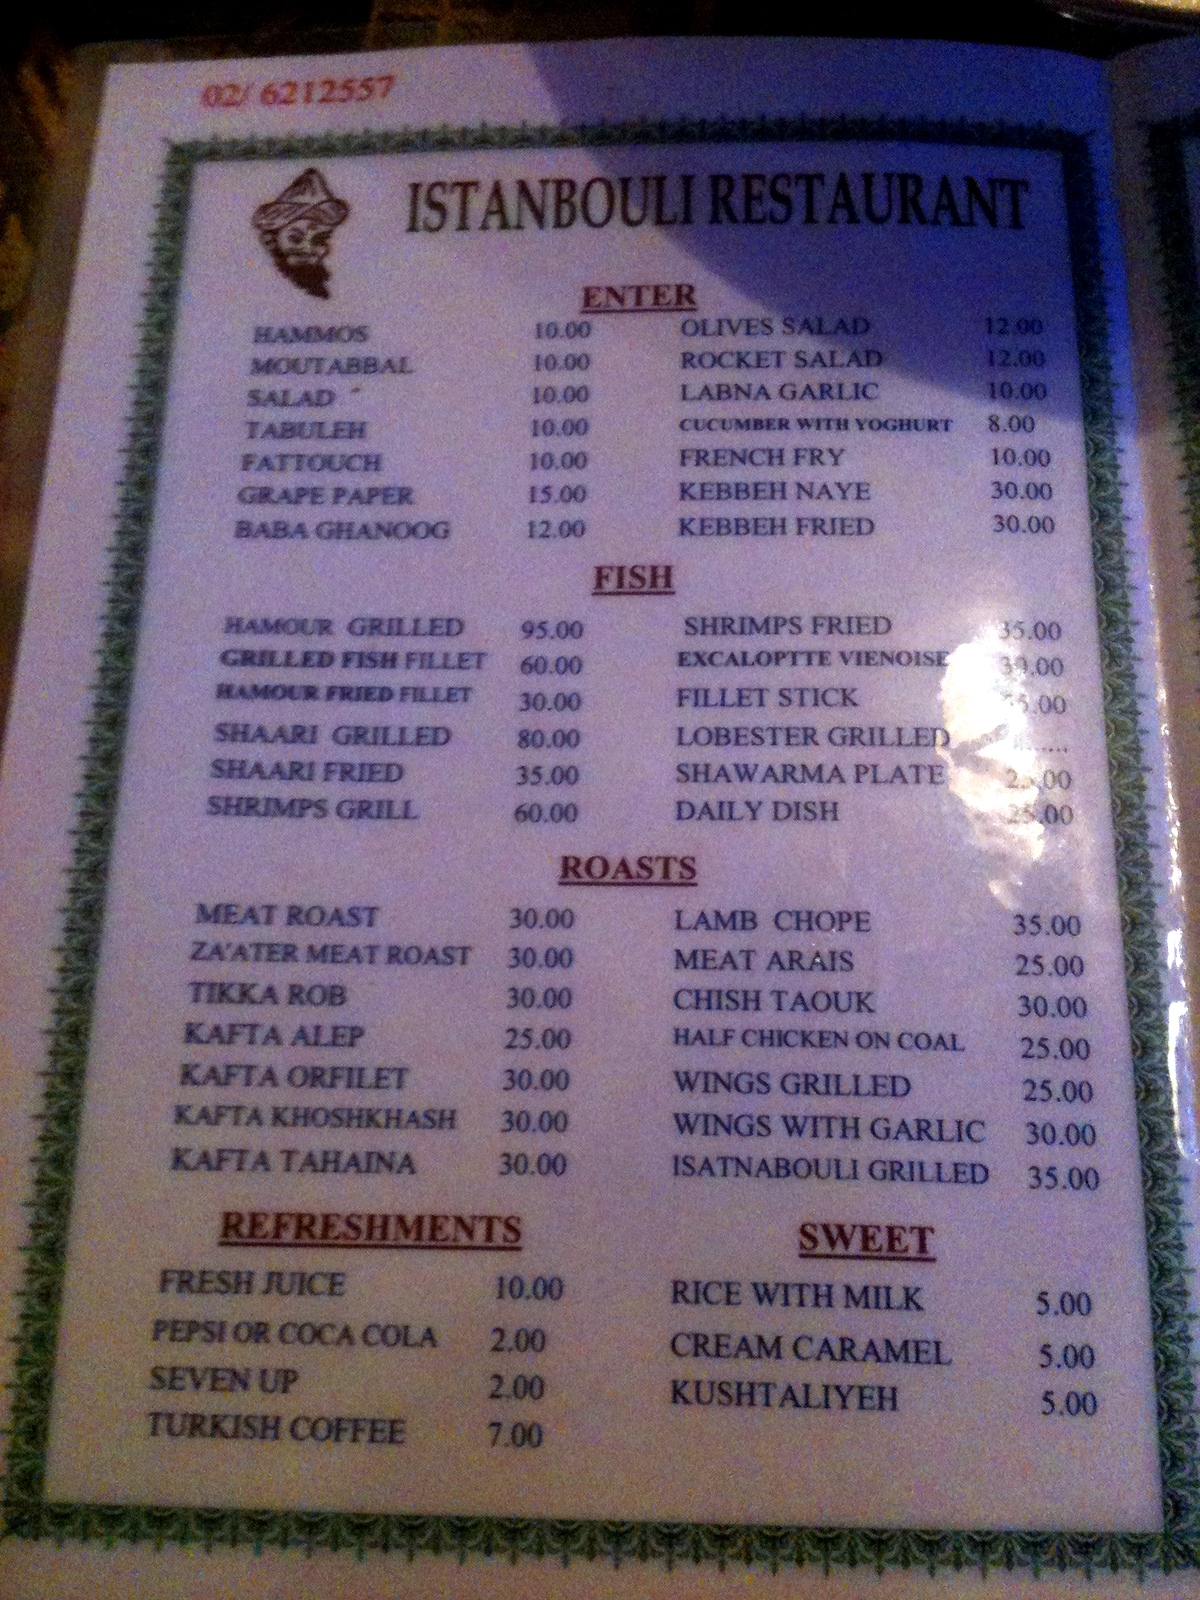 02/ 6212557
ISTANBOULI RESTAURANT
ENTER
HAMMOS 10.00 OLIVES SALAD 12.00
MOUTABBAL 10.00 ROCKET SALAD 12.00
SALAD 10.00 LABNA GARLIC 10.00
TABULEH 10.00 CUCUMBER WITH YOGHURT 8.00
FATTOUCH 10.00 FRENCH FRY 10.00
GRAPE PAPER 15.00 KEBBEH NAYE 30.00
BABA GHANOOG 12.00 KEBBEH FRIED 30.00
FISH
HAMOUR GRILLED 95.00 SHRIMPS FRIED 35.00
GRILLED FISH FILLET 60.00 EXCALOPTTE VIENOISE
HAMOUR FRIED FILLET 30.00 FILLET STICK
SHAARI GRILLED 80.00 LOBESTER GRILLED
SHAARI FRIED 35.00 SHAWARMA PLATE
SHRIMPS GRILL 60.00 DAILY DISH 25.00
ROASTS
MEAT ROAST 30.00 LAMB CHOPE 35.00
ZA'ATER MEAT ROAST 30.00 MEAT ARAIS 25.00
TIKKA ROB 30.00 CHISH TAOUK 30.00
KAFTA ALEP 25.00 HALF CHICKEN ON COAL 25.00
KAFTA ORFILET 30.00 WINGS GRILLED 25.00
KAFTA KHOSHKHASH 30.00 WINGS WITH GARLIC 30.00
KAFTA TAHAINA 30.00 ISATNABOULI GRILLED 35.00
REFRESHMENTS SWEET
FRESH JUICE 10.00 RICE WITH MILK 5.00
PEPSI OR COCA COLA 2.00 CREAM CARAMEL 5.00
SEVEN UP 2.00 KUSHTALIYEH 5.00
TURKISH COFFEE 7.00